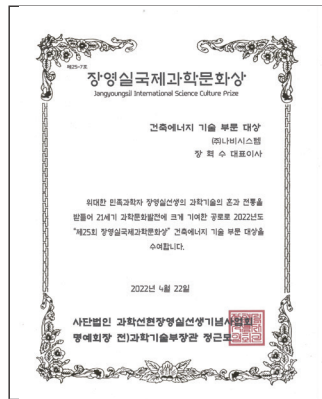 제25-7호
장영실국제과학문화상
Jangyoungsil International Science Culture Prize
건축에너지 기술 부문 대상
㈜나비시스템
장 혁 수 대표이사
위대한 민족과학자 장영실선생의 과학기술의 혼과 전통을
받들어 21세기 과학문화발전에 크게 기여한 공로로 2022년도
"제25회 장영실국제과학문화상" 건축에너지 기술 부문 대상을
수여합니다.
2022년 4월 22일
사단법인 과학선현장영실선생기념사업회
명예회장 전)과학기술부장관 정근모